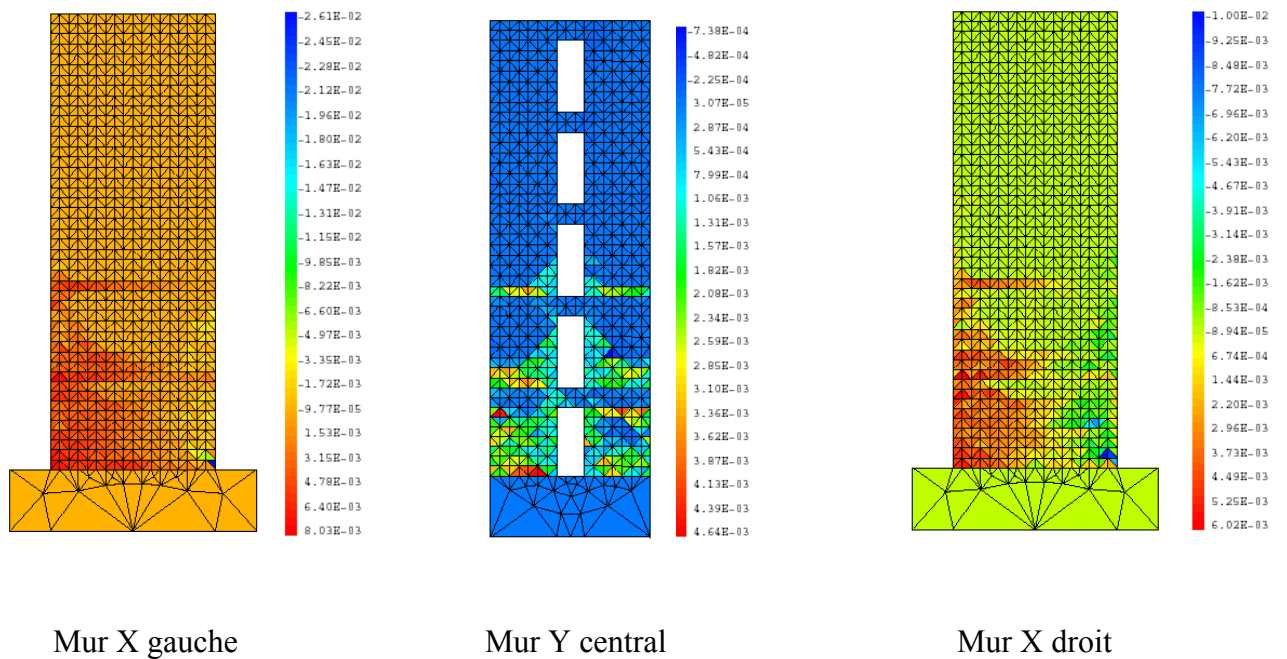 -2.61E-02
-2.45E-02
-2.28E-02
-2.12E-02
-1.96E-02
-1.80E-02
-1.63E-02
-1.47E-02
-1.31E-02
-1.15E-02
-9.85E-03
-8.22E-03
-6.60E-03
-4.97E-03
-3.35E-03
-1.72E-03
-9.77E-05
1.53E-03
3.15E-03
4.78E-03
6.40E-03
8.03E-03
-7.38E-04
-4.82E-04
-2.25E-04
3.07E-05
2.87E-04
5.43E-04
7.99E-04
1.06E-03
1.31E-03
1.57E-03
1.82E-03
2.08E-03
2.34E-03
2.59E-03
2.85E-03
3.10E-03
3.36E-03
3.62E-03
3.87E-03
4.13E-03
4.39E-03
4.64E-03
-1.00E-02
-9.25E-03
-8.48E-03
-7.72E-03
-6.96E-03
-6.20E-03
-5.43E-03
-4.67E-03
-3.91E-03
-3.14E-03
-2.38E-03
-1.62E-03
-8.53E-04
-8.94E-05
6.74E-04
1.44E-03
2.20E-03
2.96E-03
3.73E-03
4.49E-03
5.25E-03
6.02E-03
Mur X gauche
Mur Y central
Mur X droit